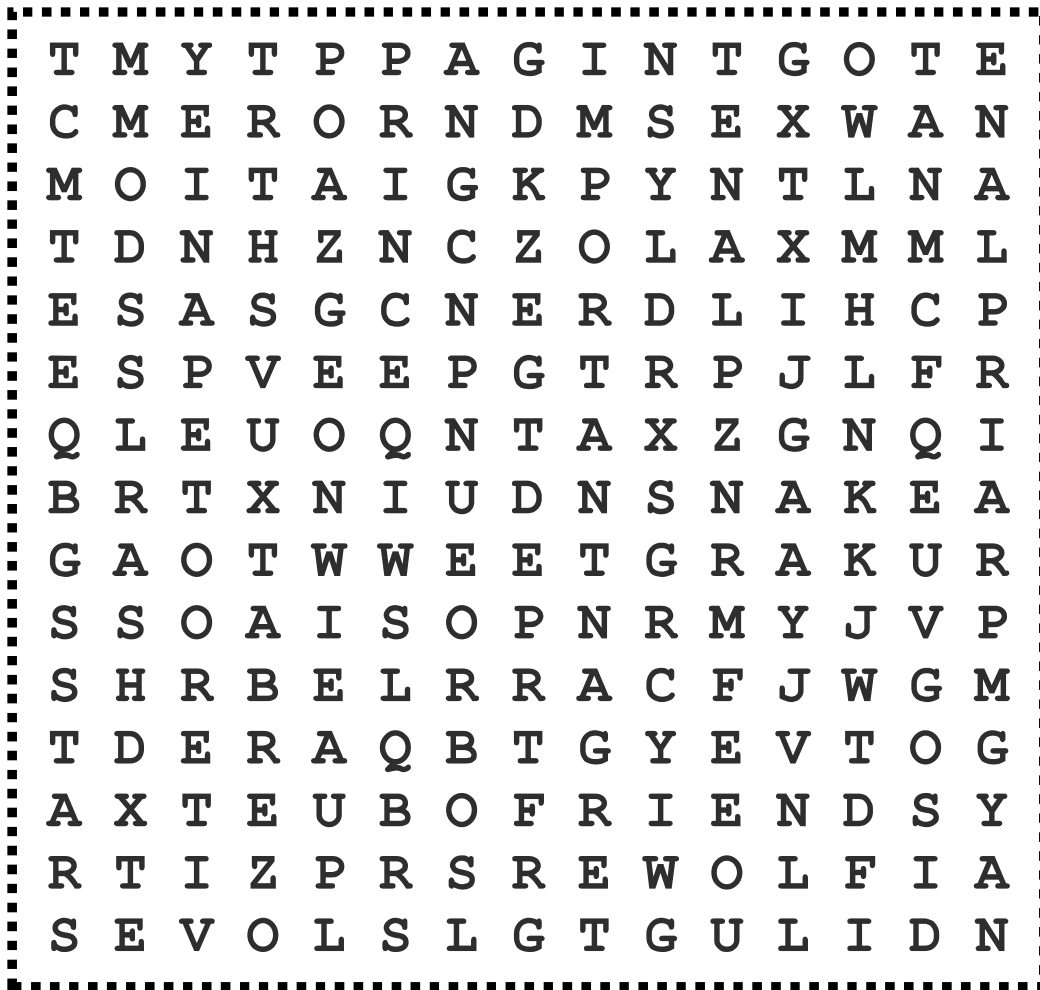 T M Y T P P A G I N T G O T E
C M E R O R N D M S E X W A N
M O I T A I G K P Y N T L N A
T D N H Z N C Z O L A X M M L
E S A S G C N E R D L I H C P
E S P V E E P G T R P J L F R
Q L E U O Q N T A X Z G N Q I
B R T X N I U D N S N A K E A
G A O T W W E E T G R A K U R
S S O A I S O P N R M Y J V P
S H R B E L R R A C F J W G M
T D E R A Q B T G Y E V T O G
A X T E U B O F R I E N D S Y
R T I Z P R S R E W O L F I A
S E V O L S L G T G U L I D N